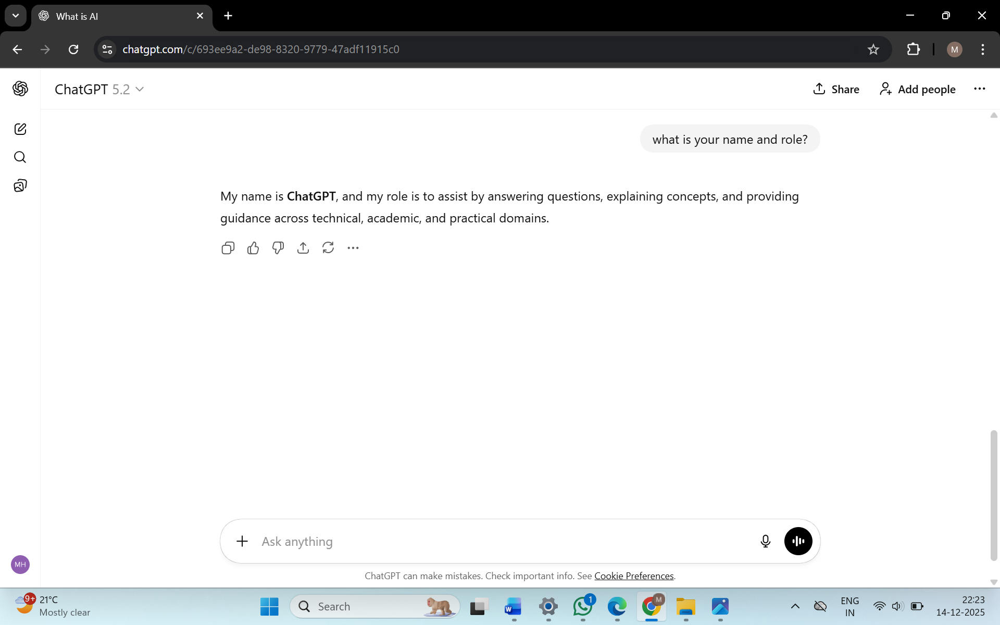 What is AI
chatgpt.com/c/693ee9a2-de98-8320-9779-47adf11915c0
M
ChatGPT 5.2
Share
Add people
what is your name and role?
My name is ChatGPT, and my role is to assist by answering questions, explaining concepts, and providing
guidance across technical, academic, and practical domains.
Ask anything
MH
ChatGPT can make mistakes. Check important info. See Cookie Preferences.
9+
21°C
Mostly clear
Search
W
1
M
ENG
IN
22:23
14-12-2025